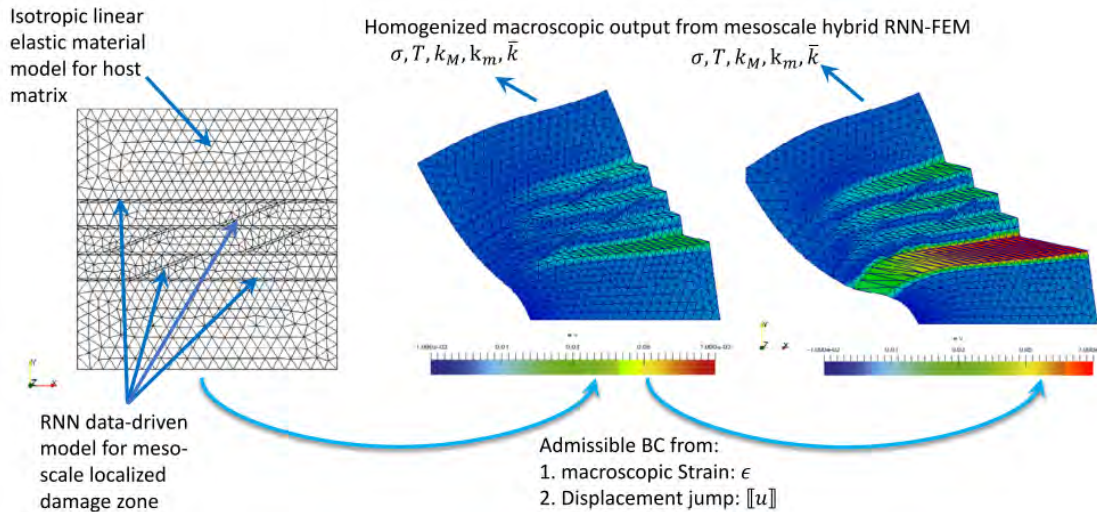 Isotropic linear
elastic material
model for host
matrix
Homogenized macroscopic output from mesoscale hybrid RNN-FEM
σ, T, k_M, k_m, k̄
σ, T, k_M, k_m, k̄
RNN data-driven
model for meso-
scale localized
damage zone
Admissible BC from:
1. macroscopic Strain: ϵ
2. Displacement jump: ⟦u⟧